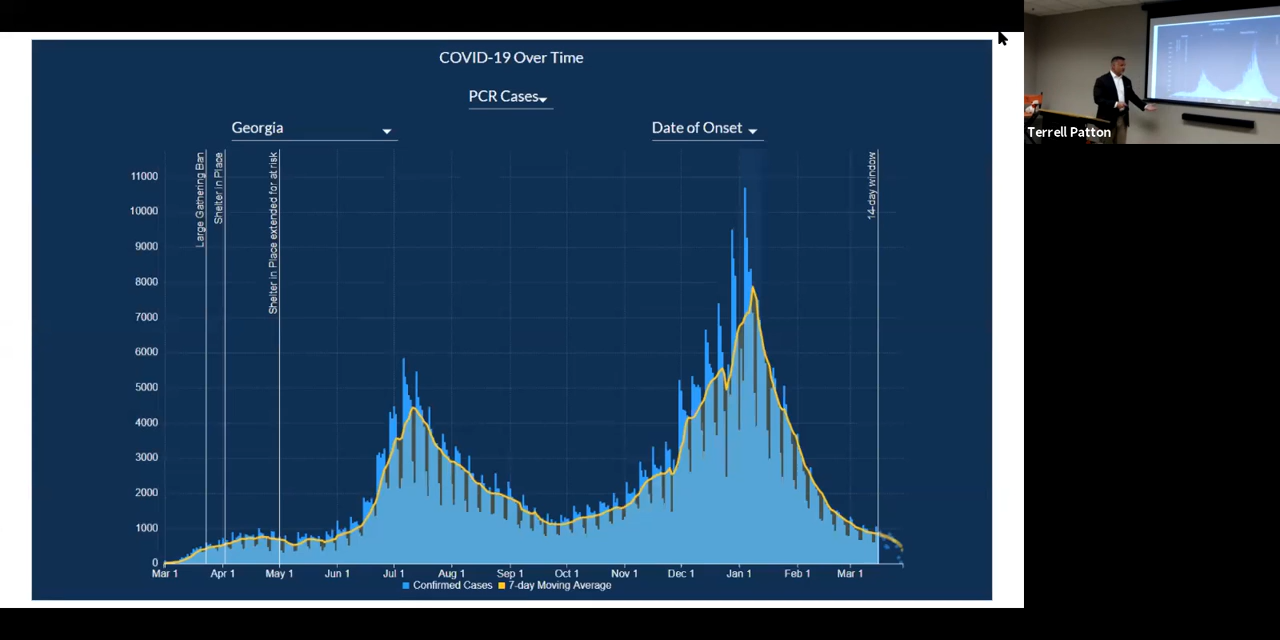 COVID-19 Over Time
PCR Cases
Georgia
Date of Onset
Large Gathering Ban
Shelter in Place
Shelter in Place extended for at risk
14-day window
11000
10000
9000
8000
7000
6000
5000
4000
3000
2000
1000
0
Mar 1 Apr 1 May 1 Jun 1 Jul 1 Aug 1 Sep 1 Oct 1 Nov 1 Dec 1 Jan 1 Feb 1 Mar 1
Confirmed Cases 7-day Moving Average
Terrell Patton